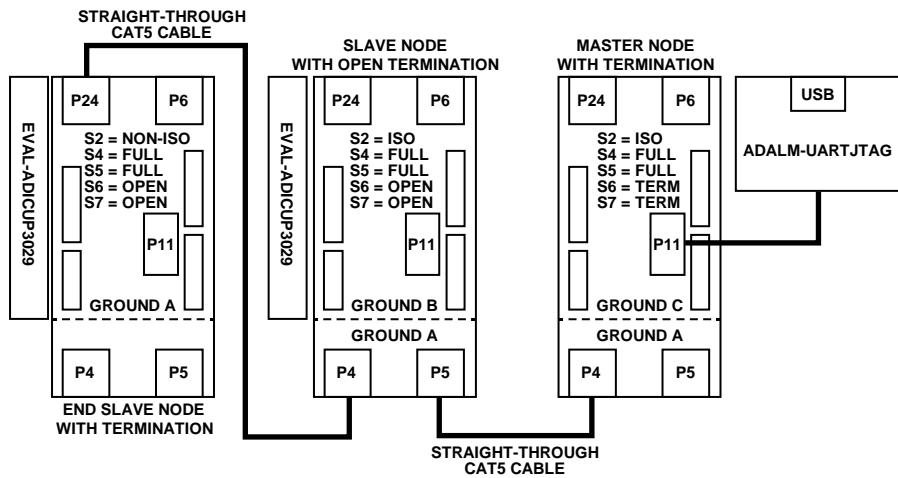 STRAIGHT-THROUGH
CAT5 CABLE
SLAVE NODE
WITH OPEN TERMINATION
MASTER NODE
WITH TERMINATION
EVAL-ADICUP3029
P24
P6
S2 = NON-ISO
S4 = FULL
S5 = FULL
S6 = OPEN
S7 = OPEN
P11
GROUND A
P4
P5
END SLAVE NODE
WITH TERMINATION
EVAL-ADICUP3029
P24
P6
S2 = ISO
S4 = FULL
S5 = FULL
S6 = OPEN
S7 = OPEN
P11
GROUND B
GROUND A
P4
P5
P24
P6
S2 = ISO
S4 = FULL
S5 = FULL
S6 = TERM
S7 = TERM
P11
GROUND C
GROUND A
P4
P5
USB
ADALM-UARTJTAG
STRAIGHT-THROUGH
CAT5 CABLE